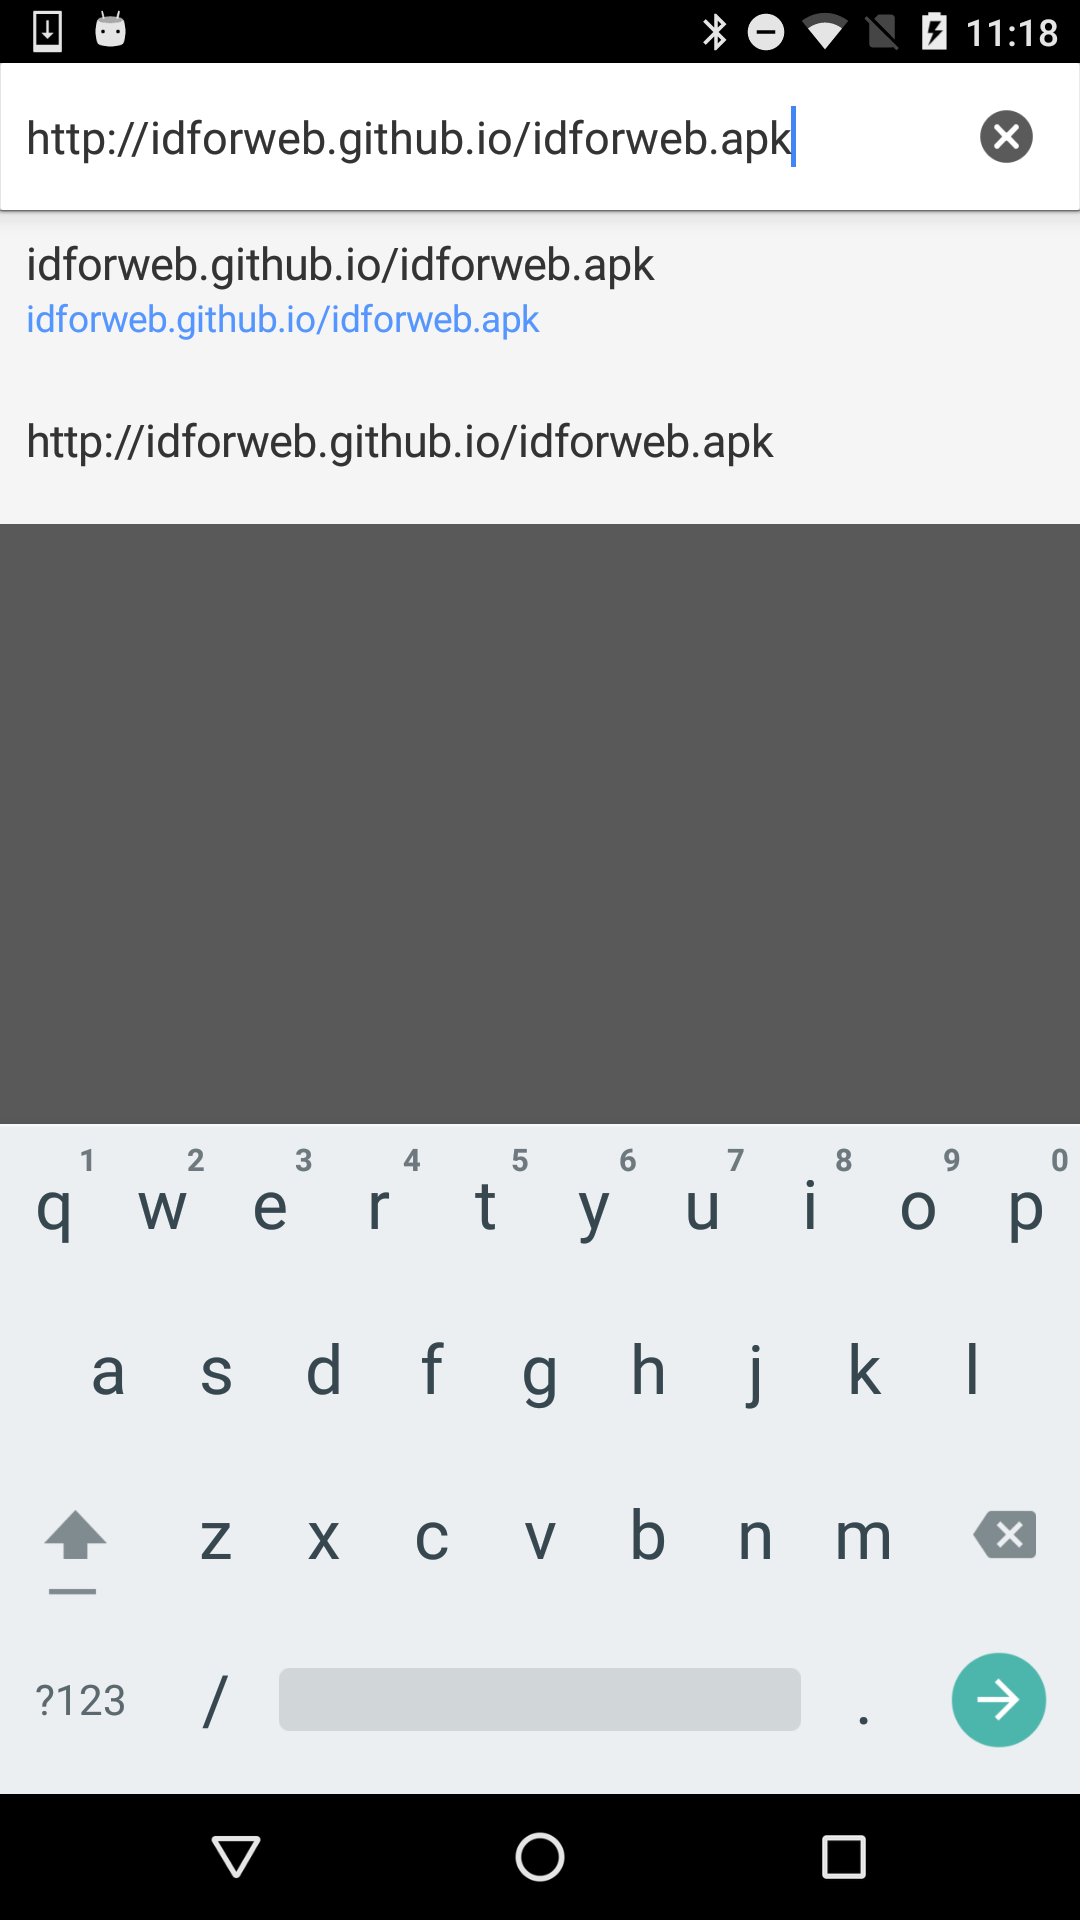 11:18
http://idforweb.github.io/idforweb.apk
idforweb.github.io/idforweb.apk
idforweb.github.io/idforweb.apk
http://idforweb.github.io/idforweb.apk
1 2 3 4 5 6 7 8 9 0
q w e r t y u i o p
a s d f g h j k l
z x c v b n m
?123 / .